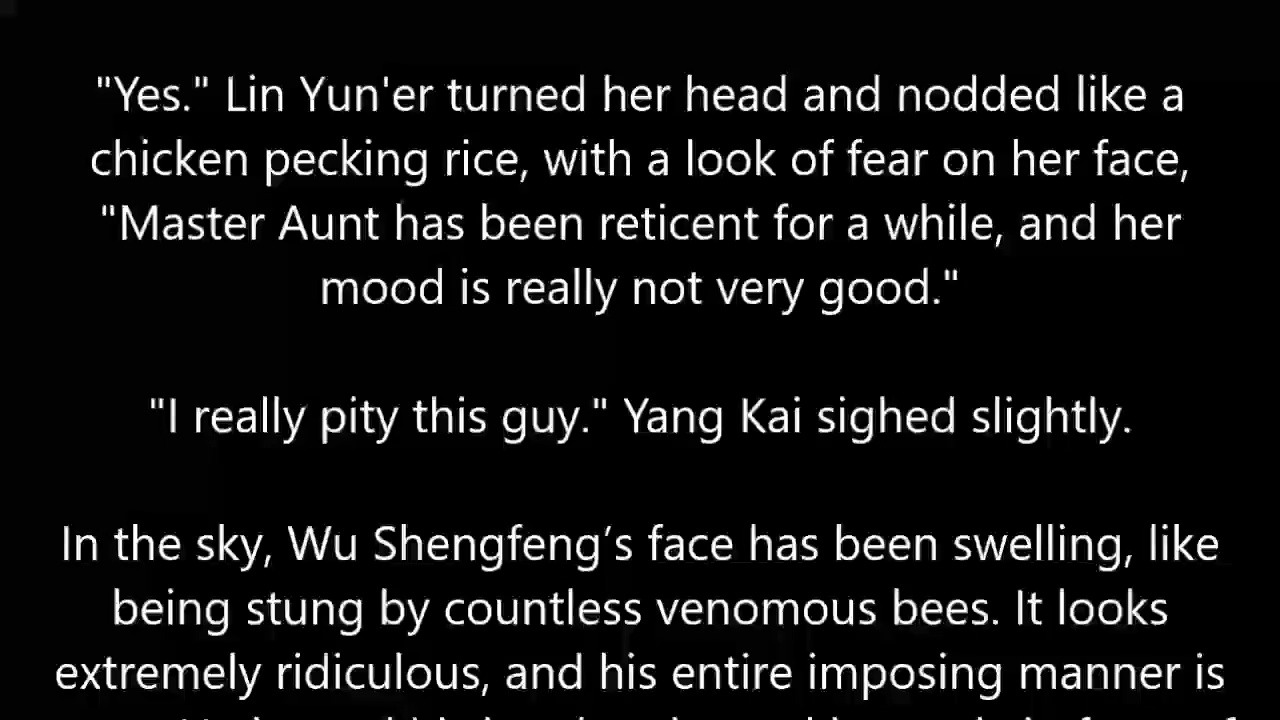 "Yes." Lin Yun'er turned her head and nodded like a
chicken pecking rice, with a look of fear on her face,
"Master Aunt has been reticent for a while, and her
mood is really not very good."
"I really pity this guy." Yang Kai sighed slightly.
In the sky, Wu Shengfeng’s face has been swelling, like
being stung by countless venomous bees. It looks
extremely ridiculous, and his entire imposing manner is